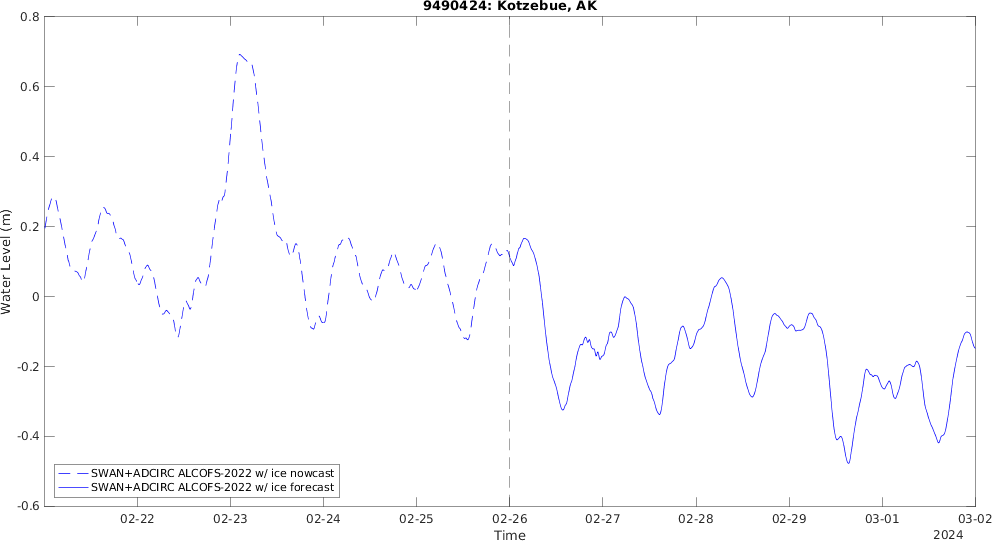 9490424: Kotzebue, AK
0.8
0.6
0.4
0.2
0
-0.2
-0.4
-0.6
Water Level (m)
SWAN+ADCIRC ALCOFS-2022 w/ ice nowcast
SWAN+ADCIRC ALCOFS-2022 w/ ice forecast
02-22 02-23 02-24 02-25 02-26 02-27 02-28 02-29 03-01 03-02
Time
2024